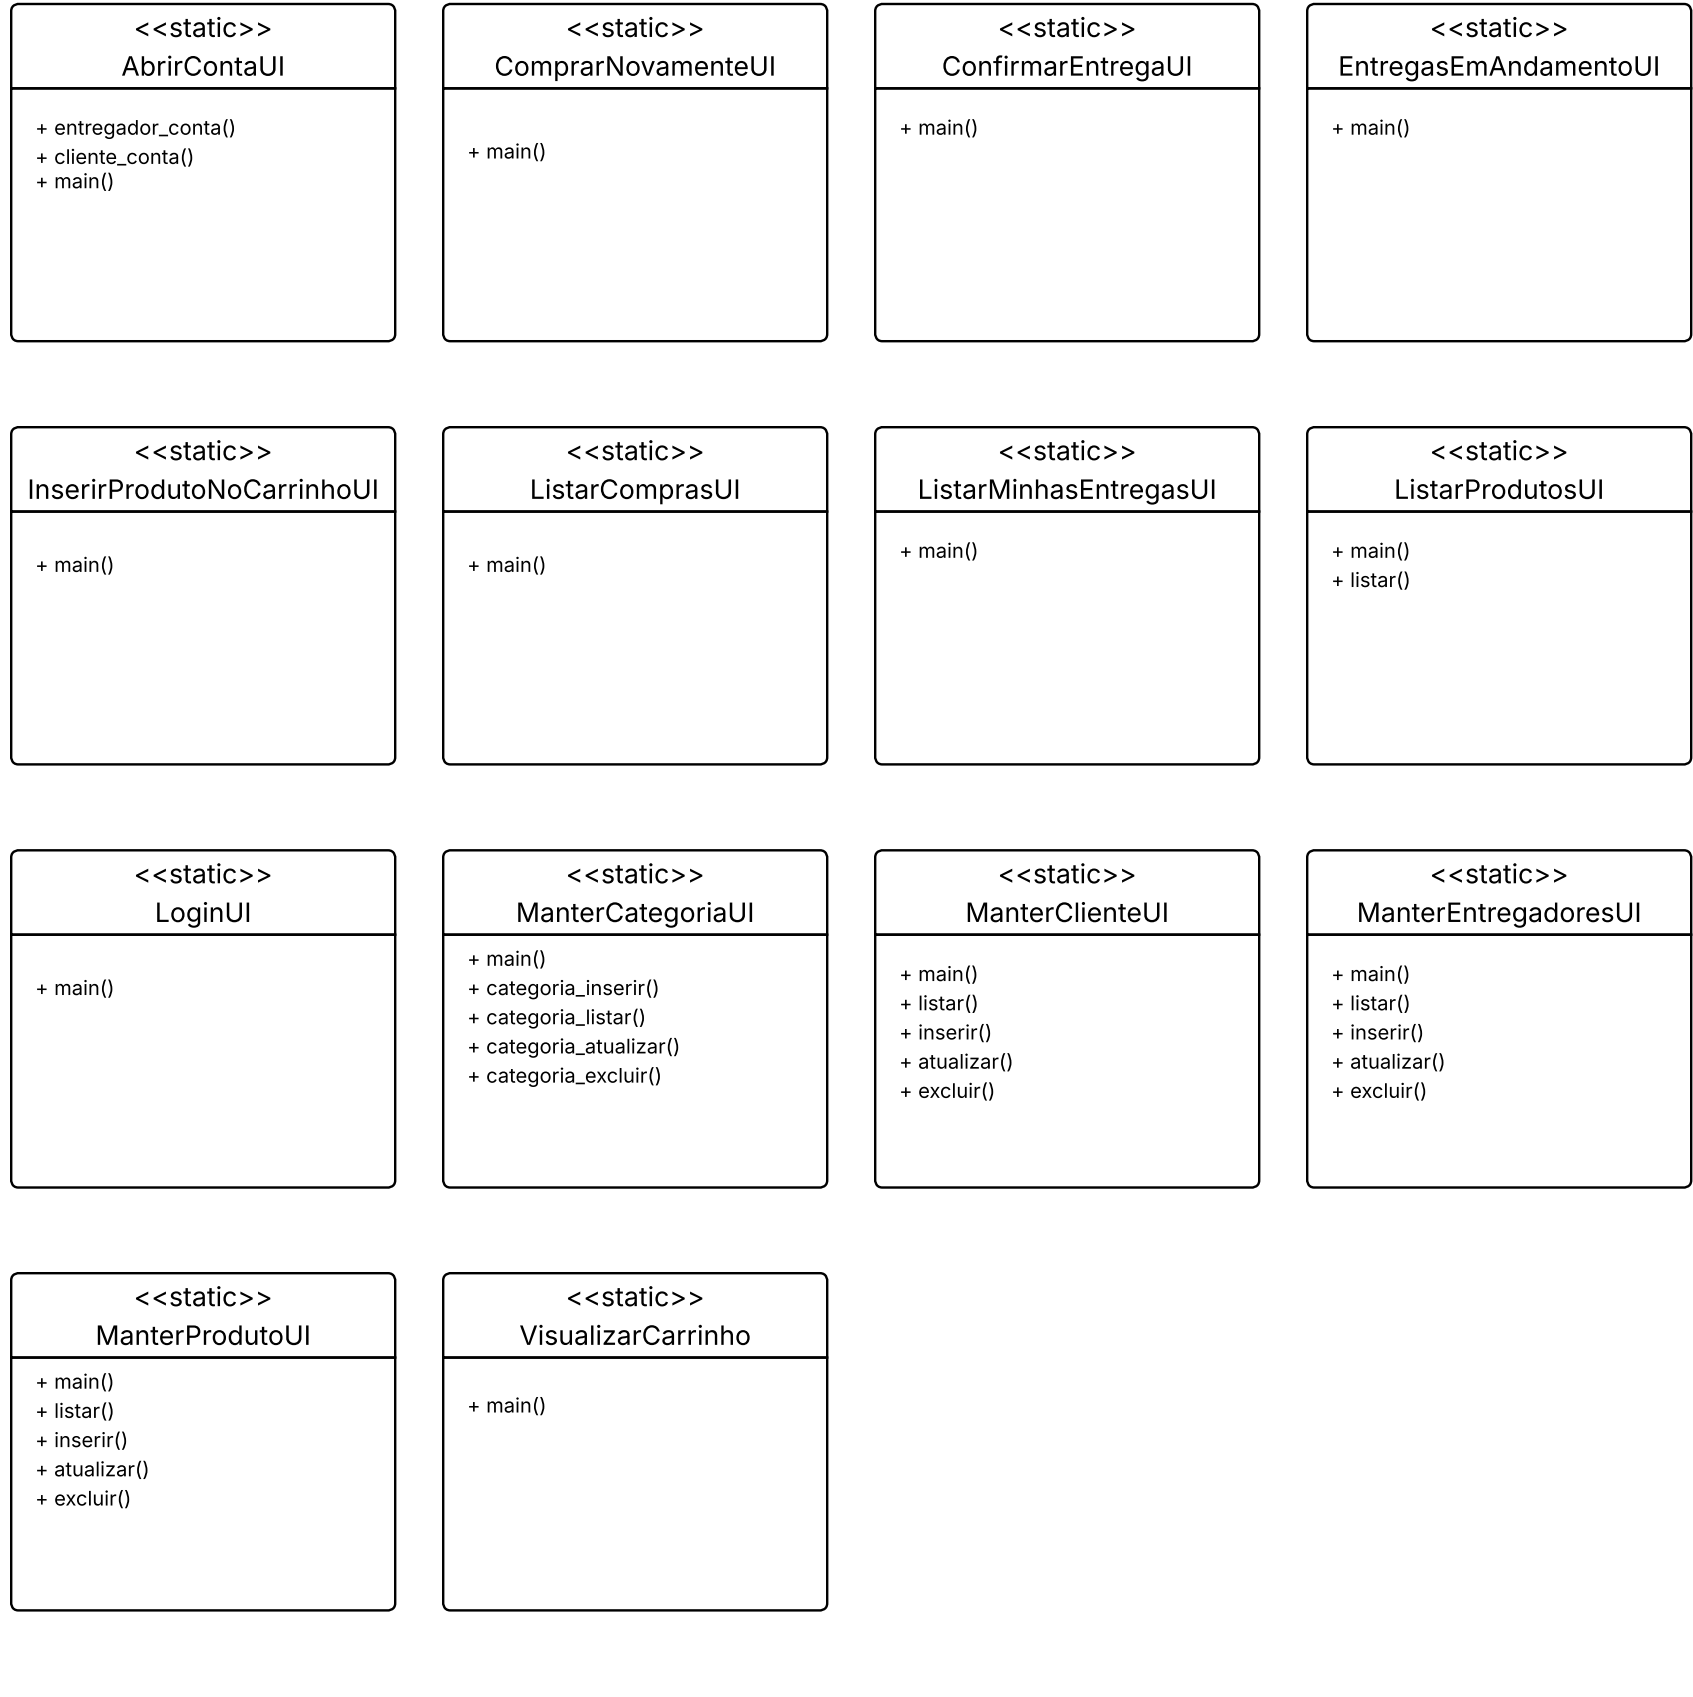 <<static>>
AbrirContaUI
+ entregador_conta()
+ cliente_conta()
+ main()
<<static>>
ComprarNovamenteUI
+ main()
<<static>>
ConfirmarEntregaUI
+ main()
<<static>>
EntregasEmAndamentoUI
+ main()
<<static>>
InserirProdutoNoCarrinhoUI
+ main()
<<static>>
ListarComprasUI
+ main()
<<static>>
ListarMinhasEntregasUI
+ main()
<<static>>
ListarProdutosUI
+ main()
+ listar()
<<static>>
LoginUI
+ main()
<<static>>
ManterCategoriaUI
+ main()
+ categoria_inserir()
+ categoria_listar()
+ categoria_atualizar()
+ categoria_excluir()
<<static>>
ManterClienteUI
+ main()
+ listar()
+ inserir()
+ atualizar()
+ excluir()
<<static>>
ManterEntregadoresUI
+ main()
+ listar()
+ inserir()
+ atualizar()
+ excluir()
<<static>>
ManterProdutoUI
+ main()
+ listar()
+ inserir()
+ atualizar()
+ excluir()
<<static>>
VisualizarCarrinho
+ main()